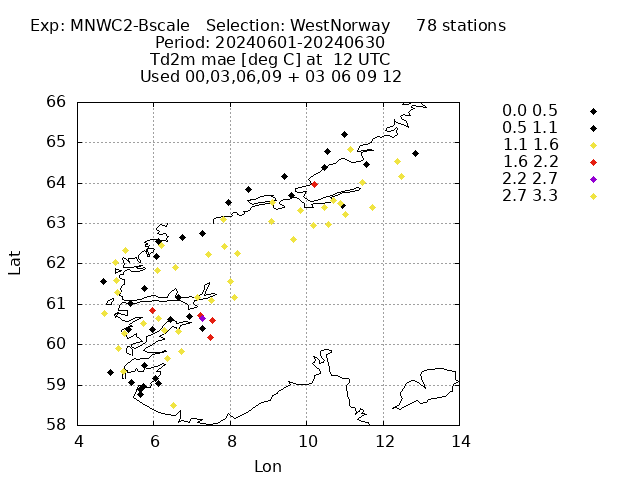 Exp: MNWC2-Bscale   Selection: WestNorway     78 stations
Period: 20240601-20240630
Td2m mae [deg C] at  12 UTC
Used 00,03,06,09 + 03 06 09 12
0.0 0.5
0.5 1.1
1.1 1.6
1.6 2.2
2.2 2.7
2.7 3.3
66
65
64
63
62
61
60
59
58
Lat
4 6 8 10 12 14
Lon